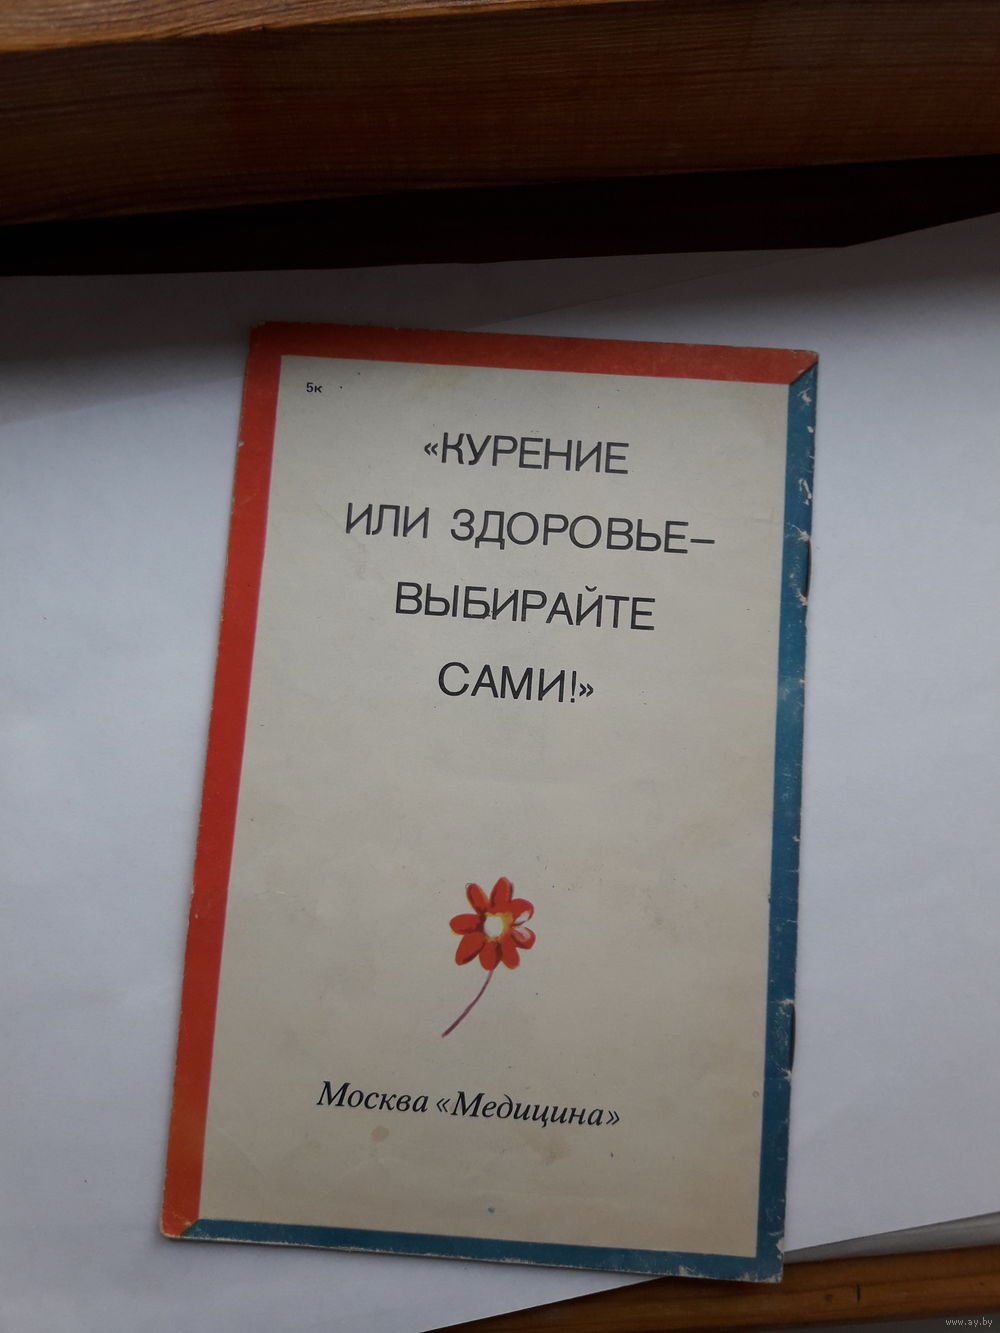 5к
«КУРЕНИЕ
ИЛИ ЗДОРОВЬЕ–
ВЫБИРАЙТЕ
САМИ!»
Москва «Медицина»
www.ay.by